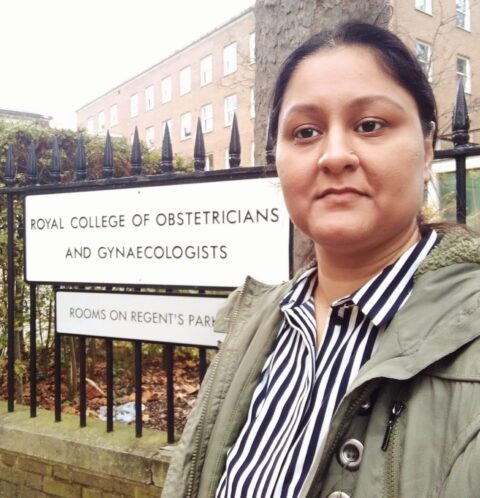 ROYAL COLLEGE OF OBSTETRICIANS
AND GYNAECOLOGISTS
ROOMS ON REGENT'S PARK